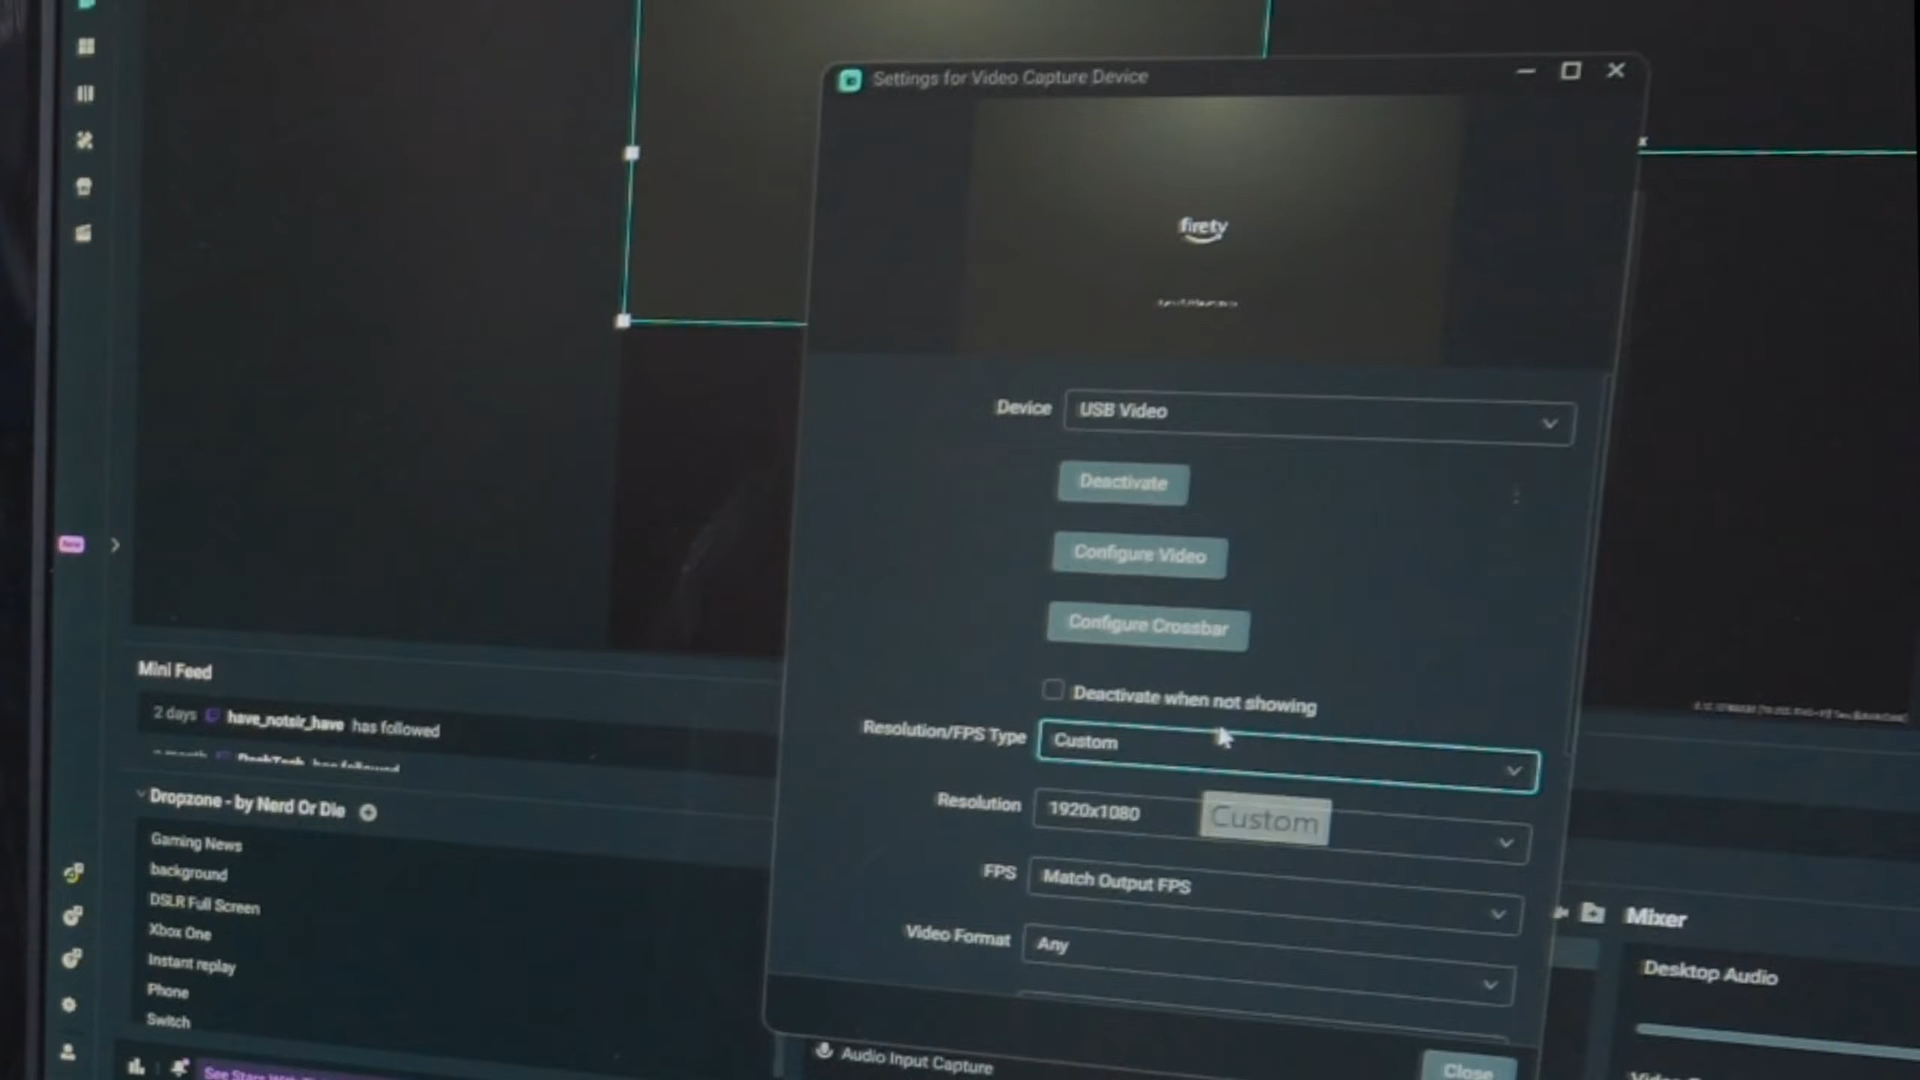 Settings for Video Capture Device
firetv
Device
USB Video
Deactivate
Configure Video
Configure Crossbar
Deactivate when not showing
Resolution/FPS Type
Custom
Resolution
1920x1080
Custom
FPS
Match Output FPS
Video Format
Any
Close
New
Mini Feed
2 days have_notsir_have has followed
has followed
Dropzone - by Nerd Or Die
Gaming News
background
DSLR Full Screen
Xbox One
Instant replay
Phone
Switch
Audio Input Capture
Mixer
Desktop Audio